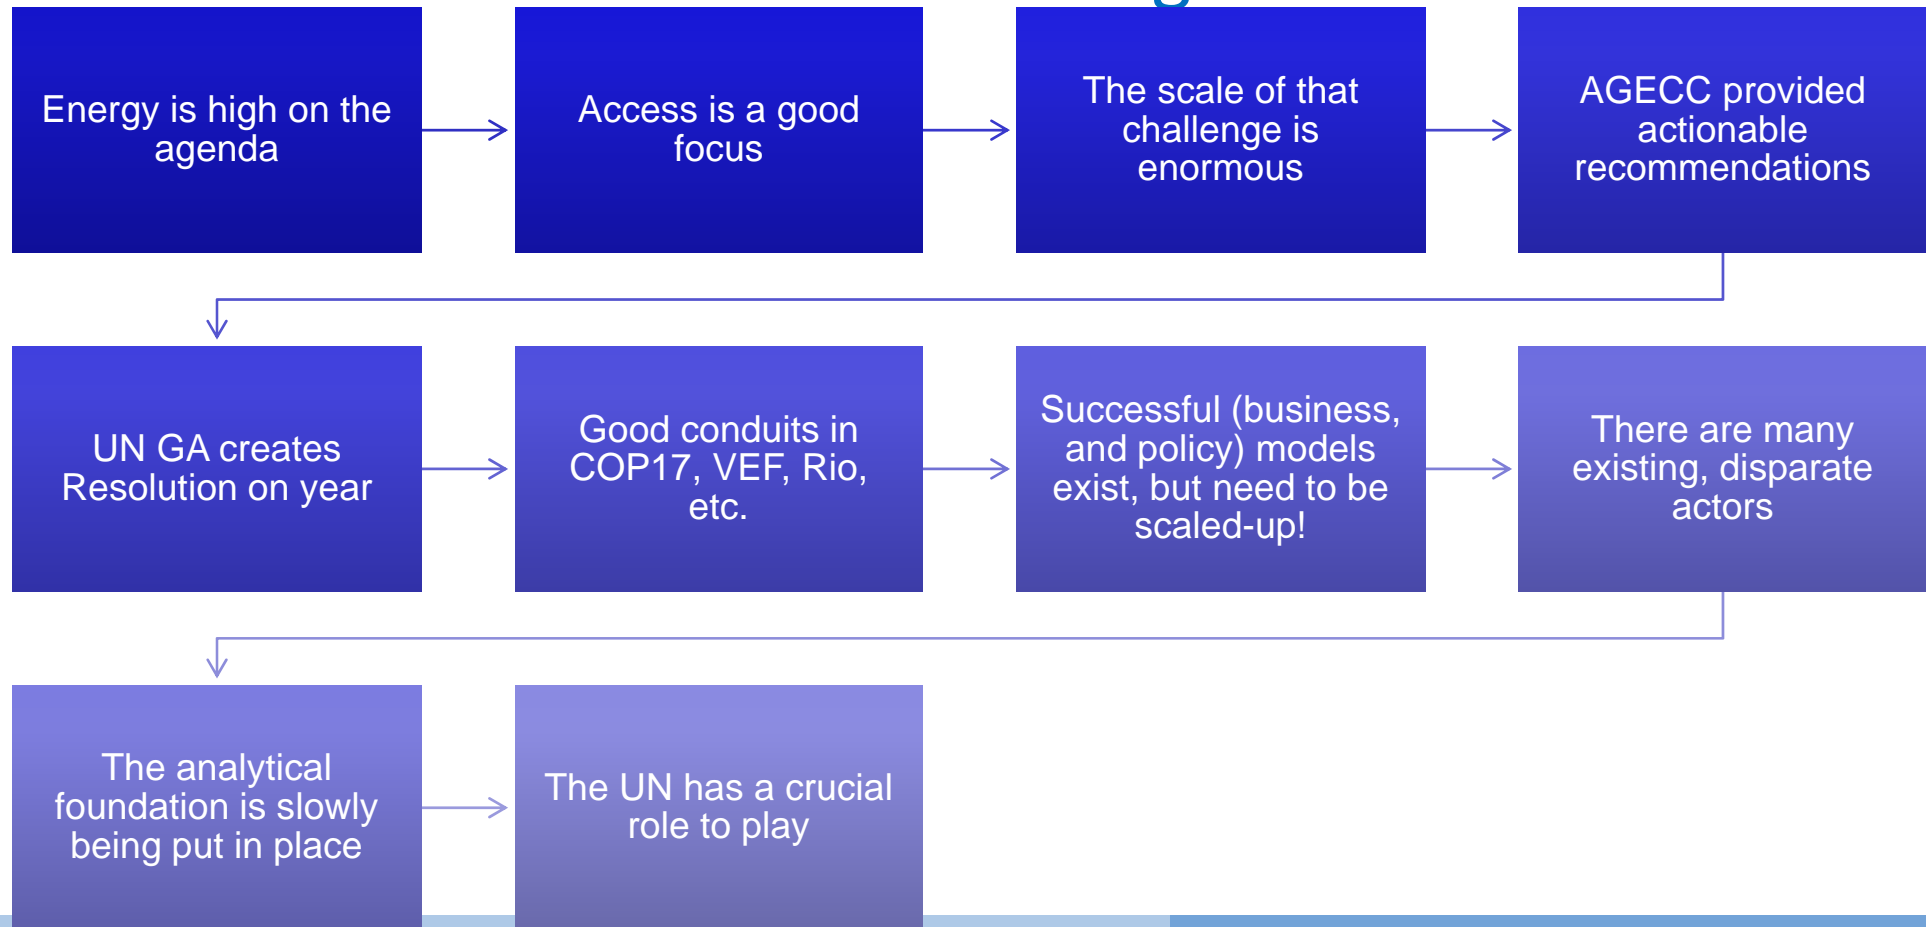 Energy is high on the
agenda
Access is a good
focus
The scale of that
challenge is
enormous
AGECC provided
actionable
recommendations
UN GA creates
Resolution on year
Good conduits in
COP17, VEF, Rio,
etc.
Successful (business,
and policy) models
exist, but need to be
scaled-up!
There are many
existing, disparate
actors
The analytical
foundation is slowly
being put in place
The UN has a crucial
role to play